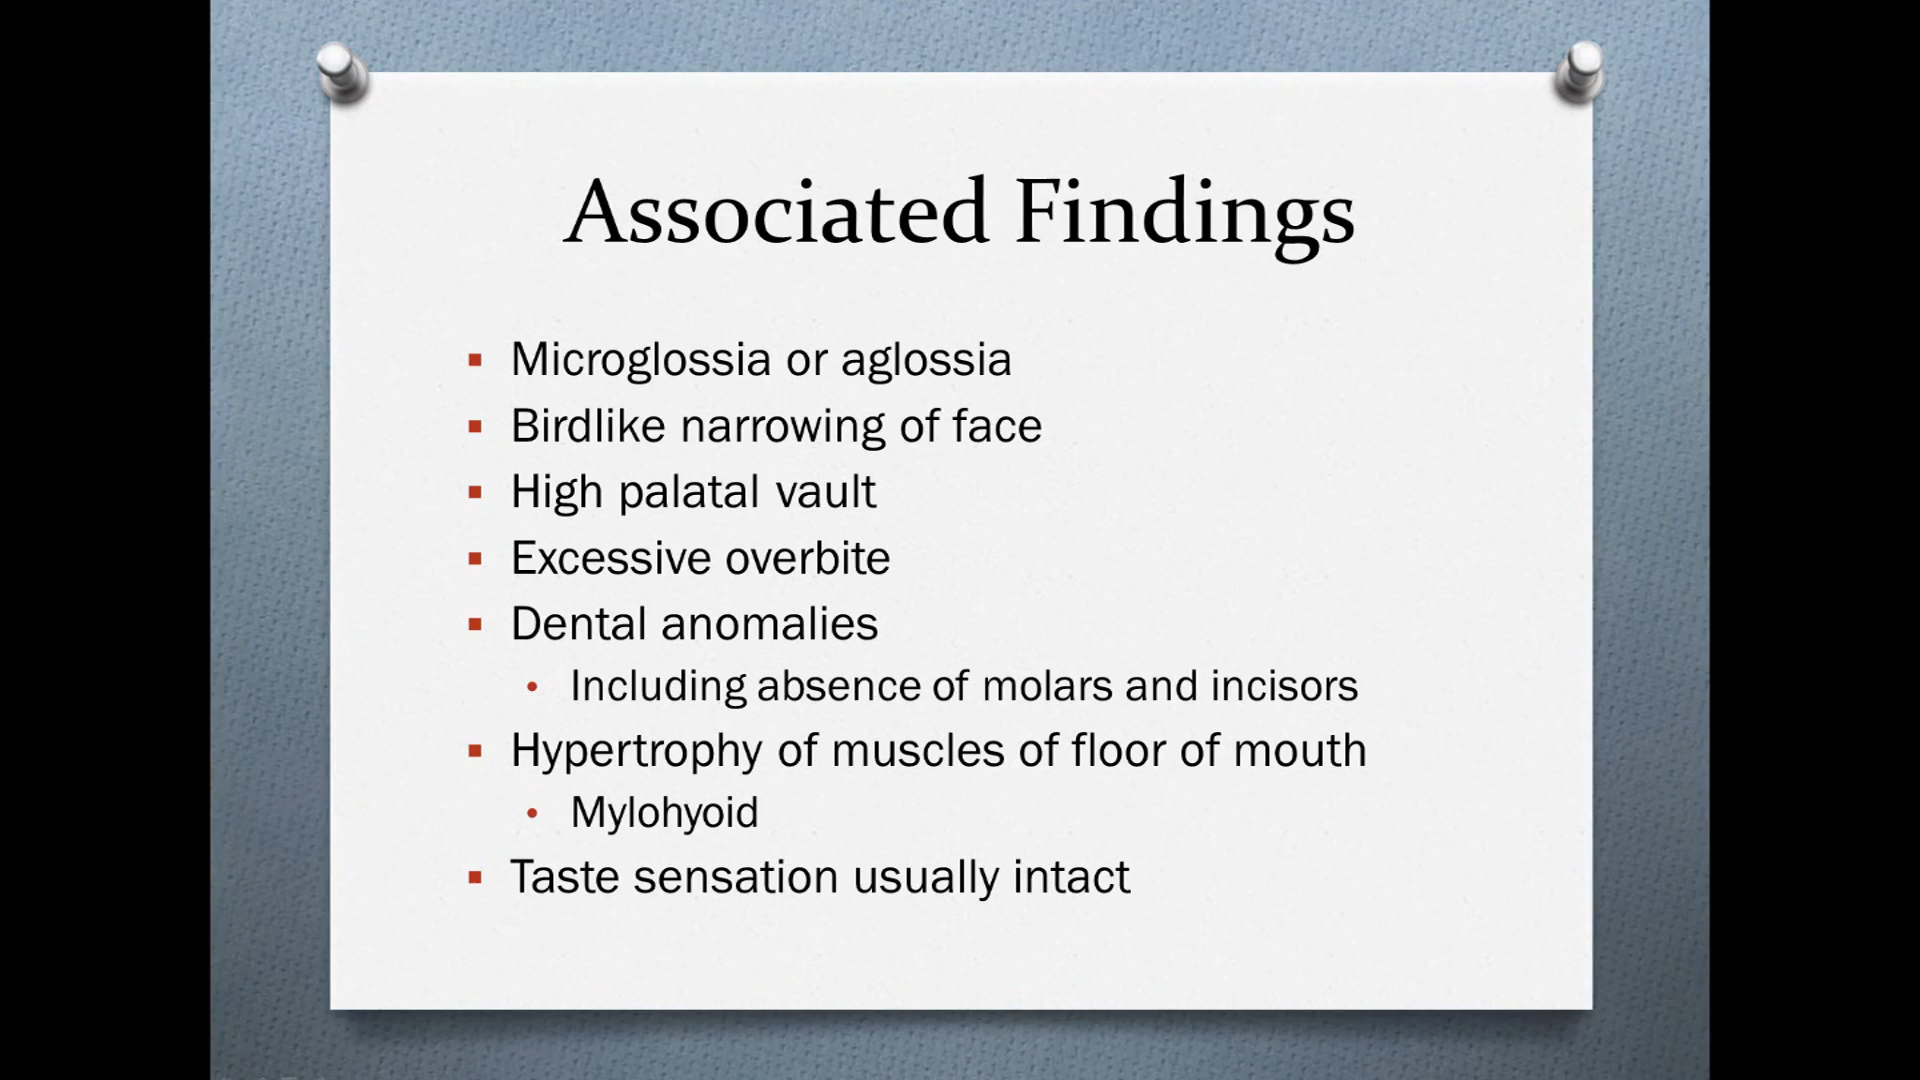 Associated Findings
Microglossia or aglossia
Birdlike narrowing of face
High palatal vault
Excessive overbite
Dental anomalies
Including absence of molars and incisors
Hypertrophy of muscles of floor of mouth
Mylohyoid
Taste sensation usually intact